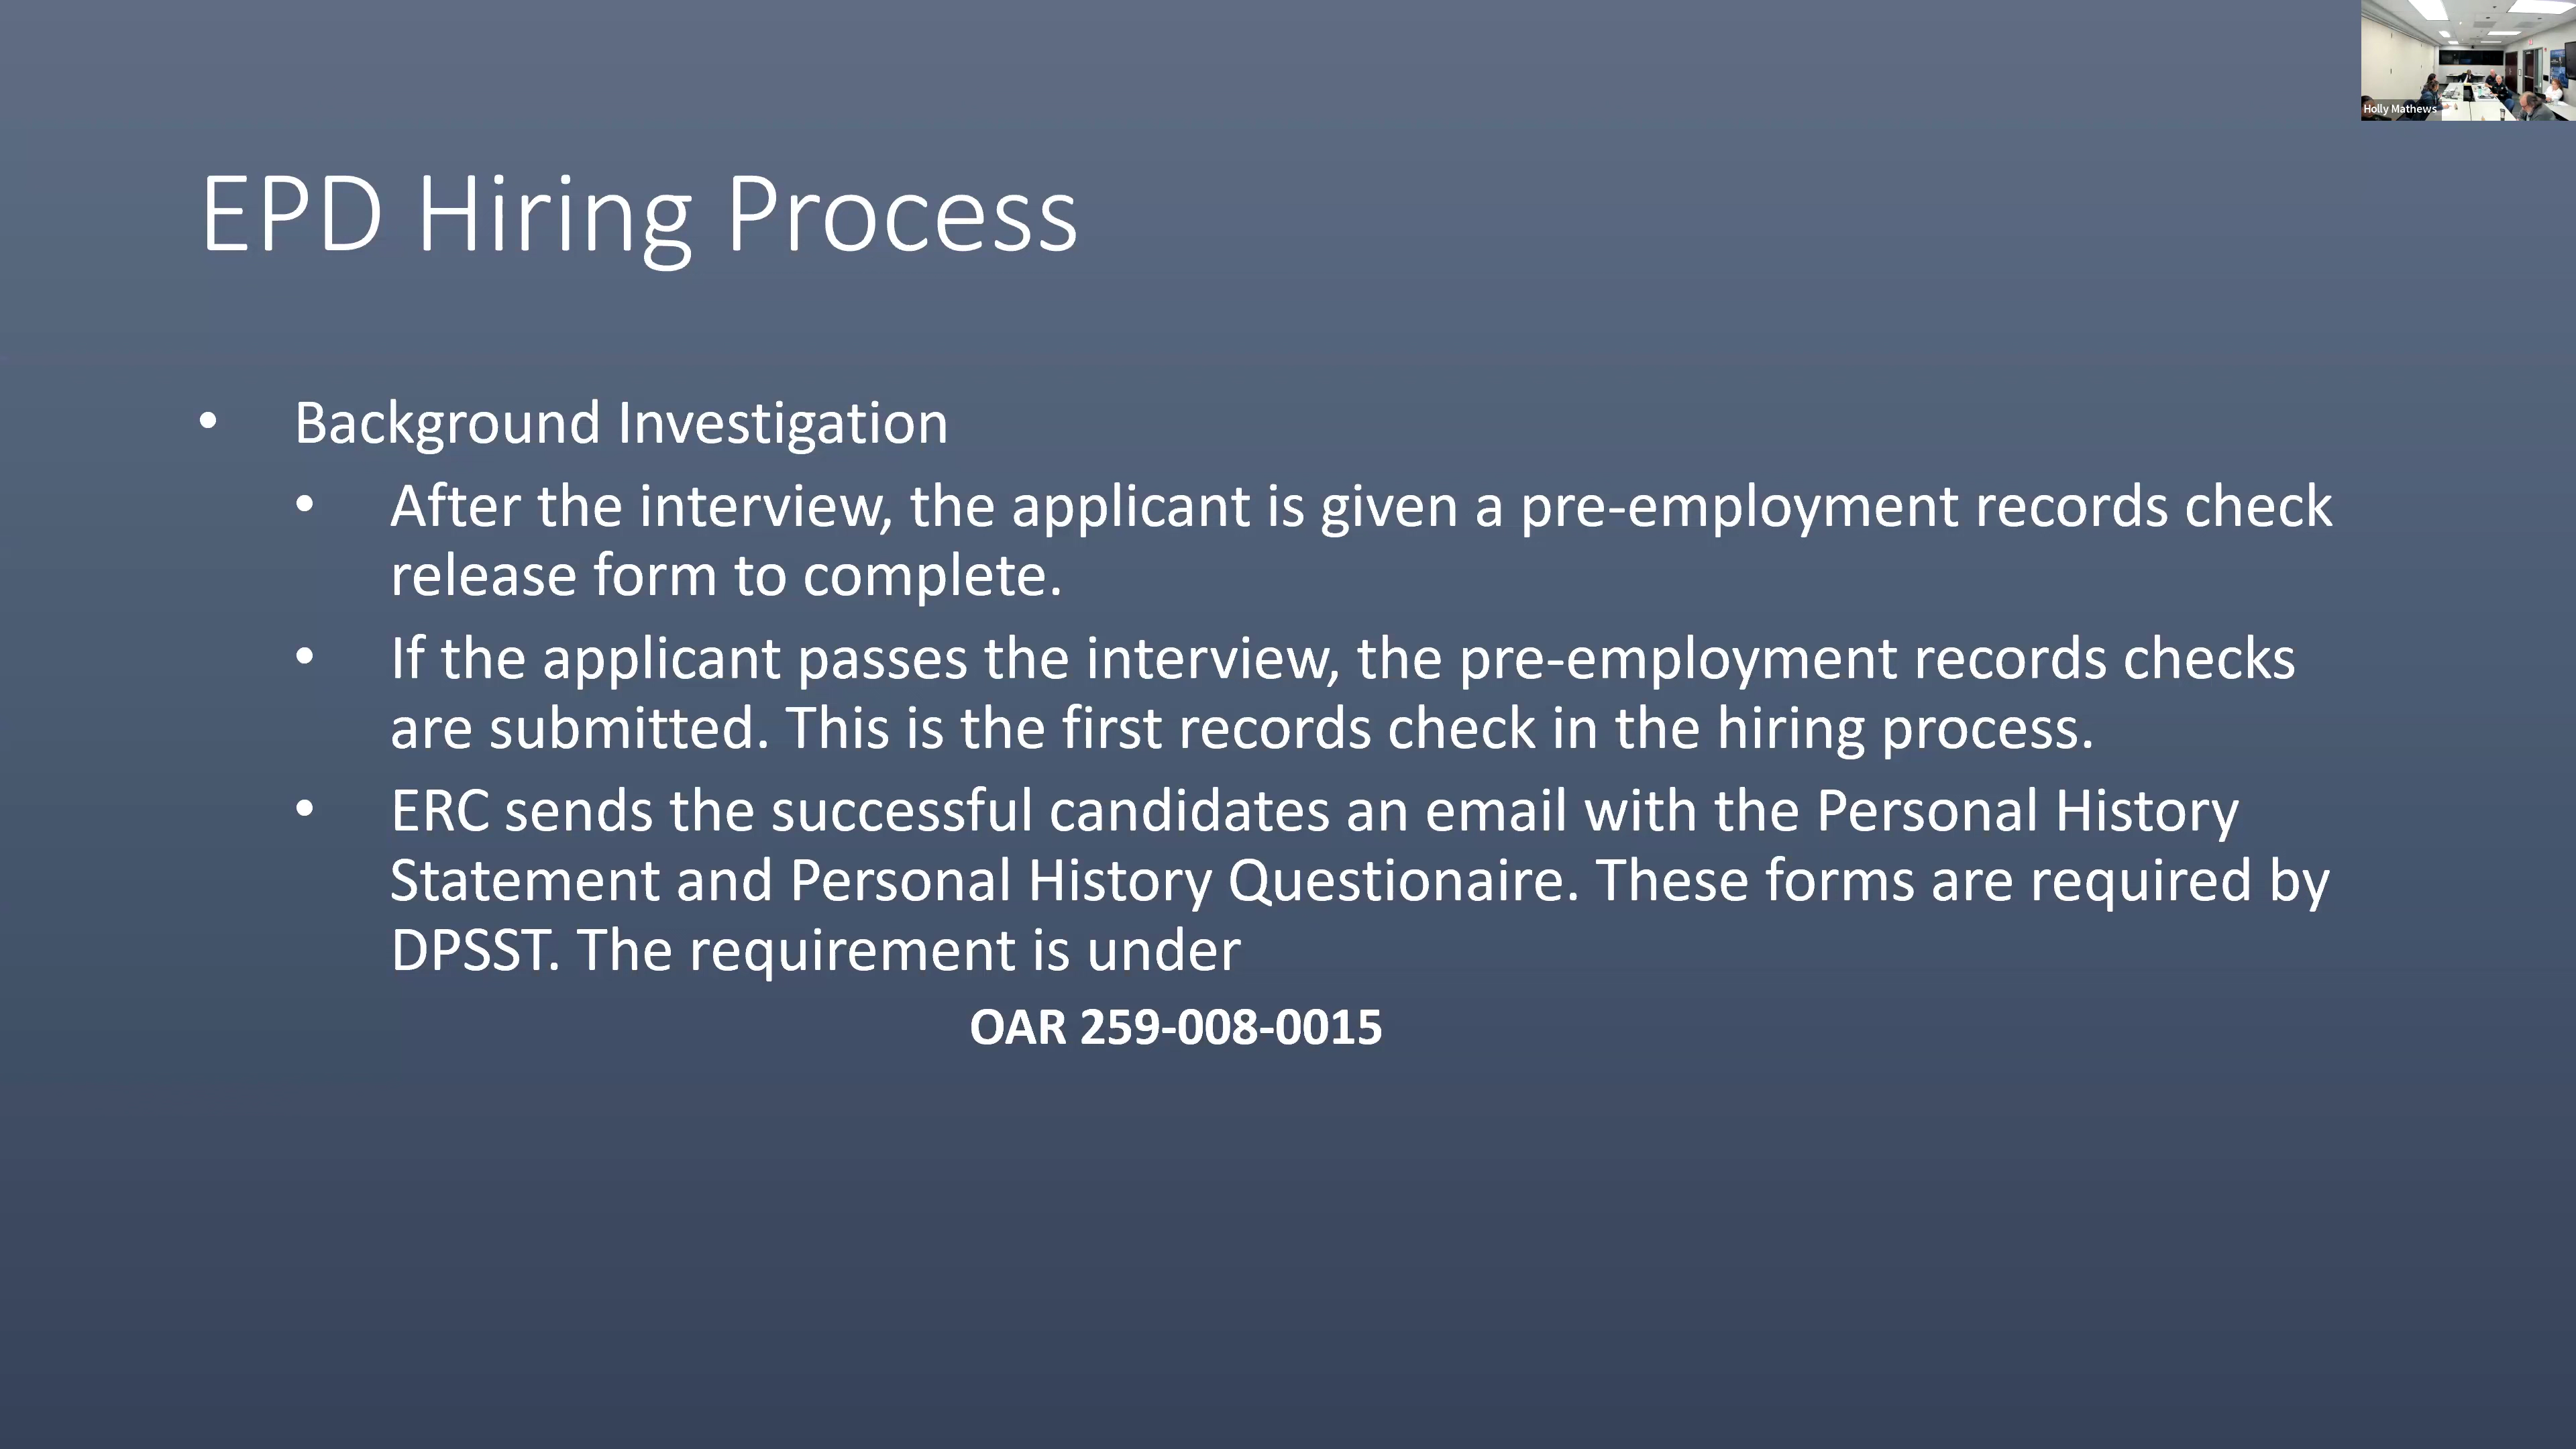 Holly Mathews
EPD Hiring Process
• Background Investigation
• After the interview, the applicant is given a pre-employment records check
release form to complete.
• If the applicant passes the interview, the pre-employment records checks
are submitted. This is the first records check in the hiring process.
• ERC sends the successful candidates an email with the Personal History
Statement and Personal History Questionaire. These forms are required by
DPSST. The requirement is under
OAR 259-008-0015